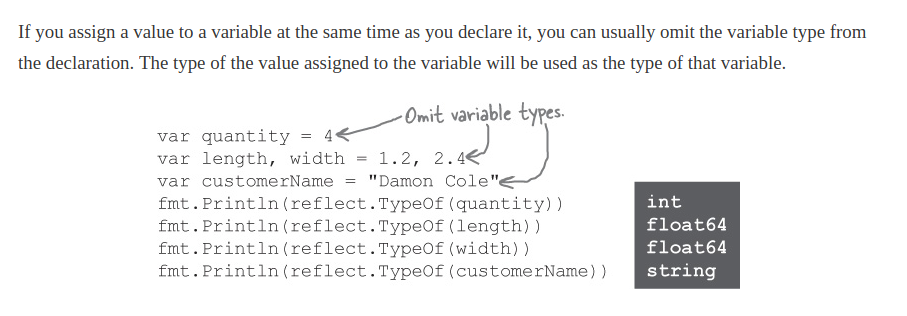 If you assign a value to a variable at the same time as you declare it, you can usually omit the variable type from
the declaration. The type of the value assigned to the variable will be used as the type of that variable.
Omit variable types.
var quantity = 4
var length, width = 1.2, 2.4
var customerName = "Damon Cole"
fmt.Println(reflect.TypeOf(quantity))
fmt.Println(reflect.TypeOf(length))
fmt.Println(reflect.TypeOf(width))
fmt.Println(reflect.TypeOf(customerName))
int
float64
float64
string